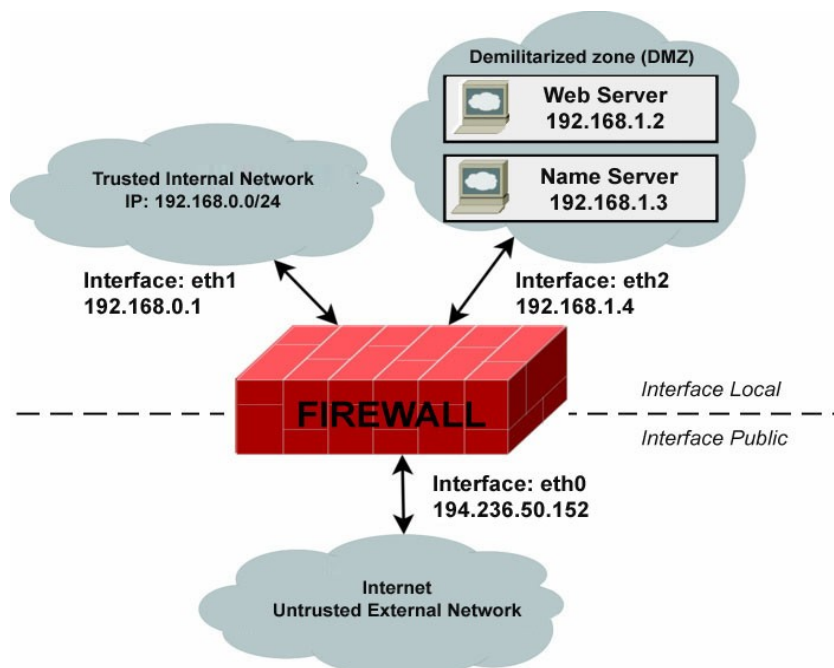 Demilitarized zone (DMZ)
Web Server
192.168.1.2
Name Server
192.168.1.3
Trusted Internal Network
IP: 192.168.0.0/24
Interface: eth1
192.168.0.1
Interface: eth2
192.168.1.4
FIREWALL
Interface Local
Interface Public
Interface: eth0
194.236.50.152
Internet
Untrusted External Network